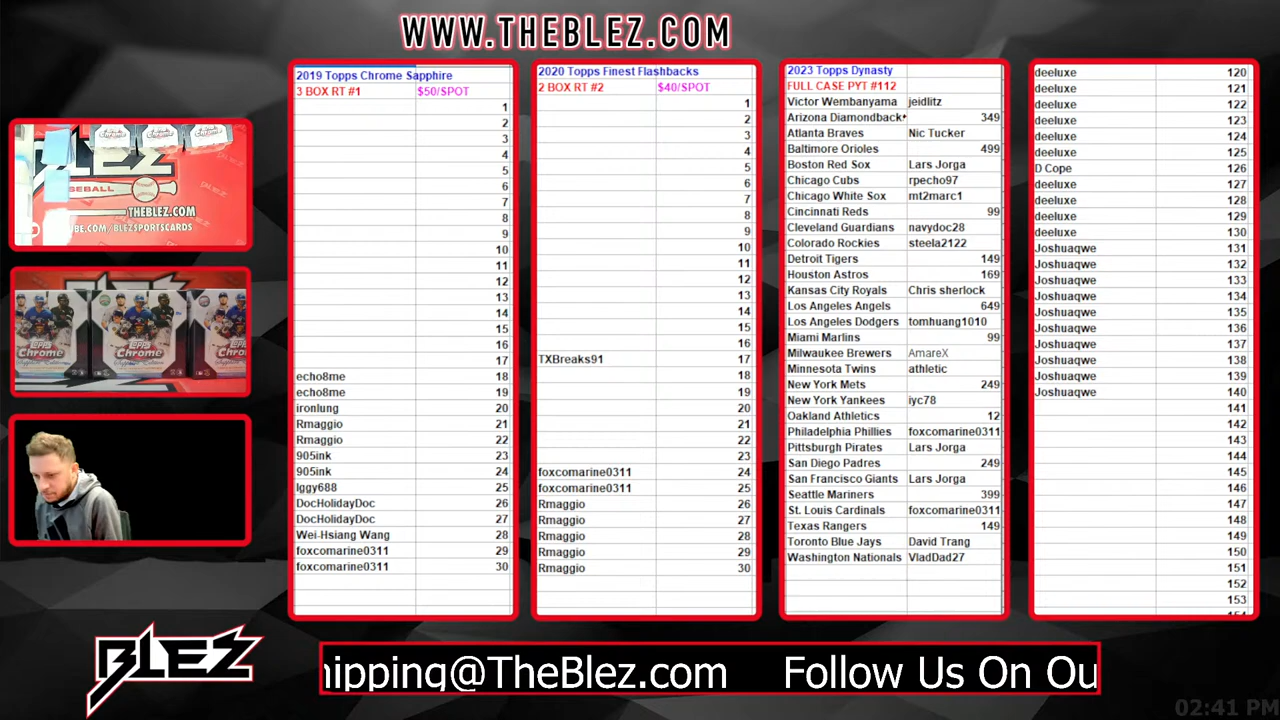 WWW.THEBLEZ.COM
BLEZ
BASEBALL
THEBLEZ.COM
UBE.COM/BLEZSPORTSCARDS
Topps Chrome
Topps Chrome
Topps Chrome
2019 Topps Chrome Sapphire
3 BOX RT #1 $50/SPOT
1
2
3
4
5
6
7
8
9
10
11
12
13
14
15
16
17
echo8me 18
echo8me 19
ironlung 20
Rmaggio 21
Rmaggio 22
905ink 23
905ink 24
Iggy688 25
DocHolidayDoc 26
DocHolidayDoc 27
Wei-Hsiang Wang 28
foxcomarine0311 29
foxcomarine0311 30
2020 Topps Finest Flashbacks
2 BOX RT #2 $40/SPOT
1
2
3
4
5
6
7
8
9
10
11
12
13
14
15
16
TXBreaks91 17
18
19
20
21
22
23
foxcomarine0311 24
foxcomarine0311 25
Rmaggio 26
Rmaggio 27
Rmaggio 28
Rmaggio 29
Rmaggio 30
2023 Topps Dynasty
FULL CASE PYT #112
Victor Wembanyama jeidlitz
Arizona Diamondback 349
Atlanta Braves Nic Tucker
Baltimore Orioles 499
Boston Red Sox Lars Jorga
Chicago Cubs rpecho97
Chicago White Sox mt2marc1
Cincinnati Reds 99
Cleveland Guardians navydoc28
Colorado Rockies steela2122
Detroit Tigers 149
Houston Astros 169
Kansas City Royals Chris sherlock
Los Angeles Angels 649
Los Angeles Dodgers tomhuang1010
Miami Marlins 99
Milwaukee Brewers AmareX
Minnesota Twins athletic
New York Mets 249
New York Yankees iyc78
Oakland Athletics 12
Philadelphia Phillies foxcomarine0311
Pittsburgh Pirates Lars Jorga
San Diego Padres 249
San Francisco Giants Lars Jorga
Seattle Mariners 399
St. Louis Cardinals foxcomarine0311
Texas Rangers 149
Toronto Blue Jays David Trang
Washington Nationals VladDad27
deeluxe 120
deeluxe 121
deeluxe 122
deeluxe 123
deeluxe 124
deeluxe 125
D Cope 126
deeluxe 127
deeluxe 128
deeluxe 129
deeluxe 130
Joshuaqwe 131
Joshuaqwe 132
Joshuaqwe 133
Joshuaqwe 134
Joshuaqwe 135
Joshuaqwe 136
Joshuaqwe 137
Joshuaqwe 138
Joshuaqwe 139
Joshuaqwe 140
141
142
143
144
145
146
147
148
149
150
151
152
153
BLEZ
hipping@TheBlez.com Follow Us On Ou
02:41 PM